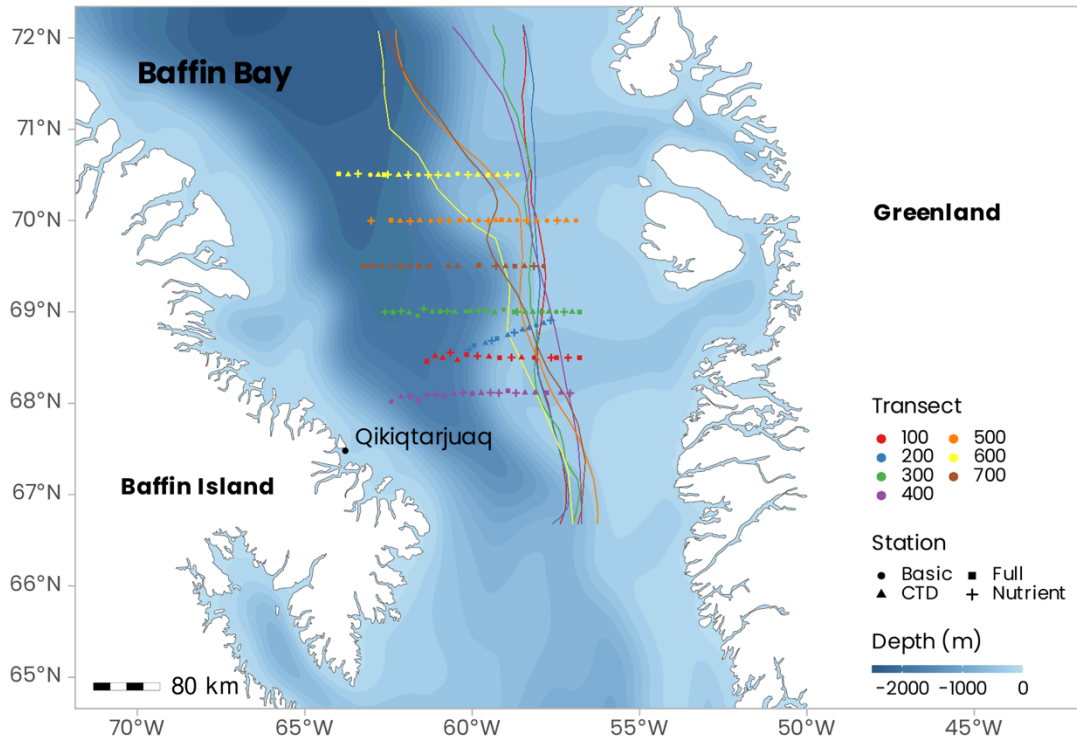 72°N
71°N
70°N
69°N
68°N
67°N
66°N
65°N
Baffin Bay
Greenland
Qikiqtarjuaq
Baffin Island
80 km
Transect
100 500
200 600
300 700
400
Station
Basic Full
CTD Nutrient
Depth (m)
-2000 -1000 0
70°W 65°W 60°W 55°W 50°W 45°W